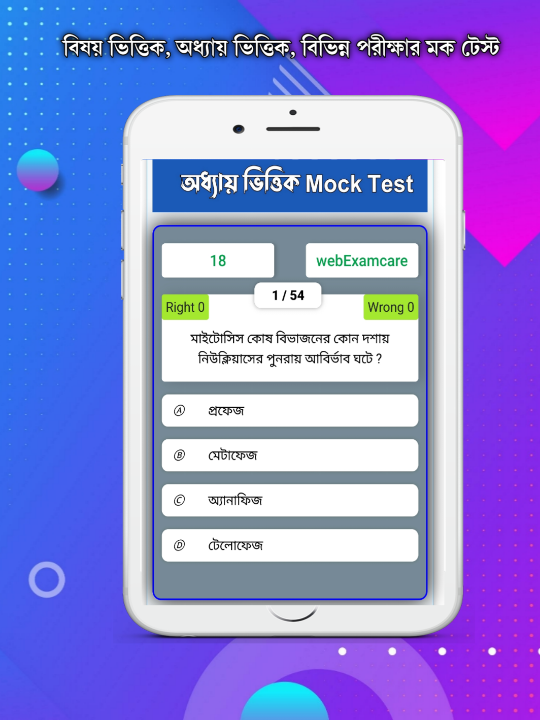 বিষয় ভিত্তিক, অধ্যায় ভিত্তিক, বিভিন্ন পরীক্ষার মক টেস্ট
অধ্যায় ভিত্তিক Mock Test
18 webExamcare
1 / 54
Right 0 Wrong 0
মাইটোসিস কোষ বিভাজনের কোন দশায়
নিউক্লিয়াসের পুনরায় আবির্ভাব ঘটে ?
Ⓐ প্রফেজ
Ⓑ মেটাফেজ
Ⓒ অ্যানাফিজ
Ⓓ টেলোফেজ